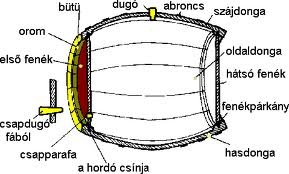 dugó
abroncs
bütü
szájdonga
orom
oldaldonga
első fenék
hátsó fenék
fenékpárkány
csapdugó
fából
csapparafa
hasdonga
a hordó csínja